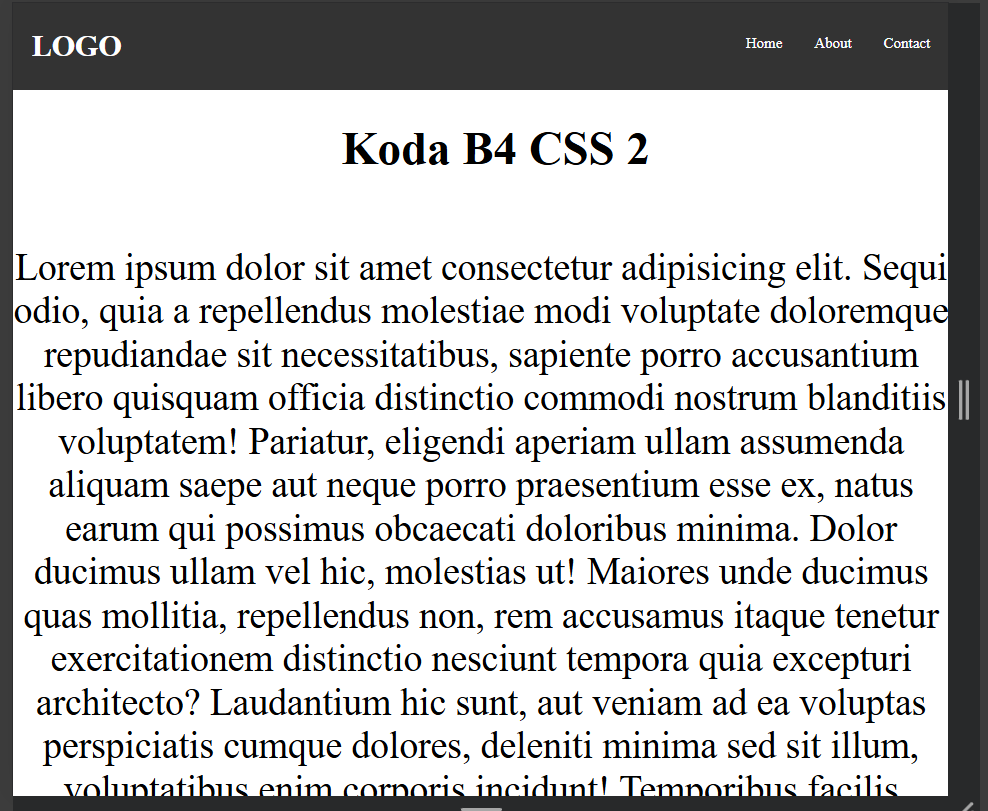 LOGO
Home About Contact
Koda B4 CSS 2
Lorem ipsum dolor sit amet consectetur adipisicing elit. Sequi
odio, quia a repellendus molestiae modi voluptate doloremque
repudiandae sit necessitatibus, sapiente porro accusantium
libero quisquam officia distinctio commodi nostrum blanditiis
voluptatem! Pariatur, eligendi aperiam ullam assumenda
aliquam saepe aut neque porro praesentium esse ex, natus
earum qui possimus obcaecati doloribus minima. Dolor
ducimus ullam vel hic, molestias ut! Maiores unde ducimus
quas mollitia, repellendus non, rem accusamus itaque tenetur
exercitationem distinctio nesciunt tempora quia excepturi
architecto? Laudantium hic sunt, aut veniam ad ea voluptas
perspiciatis cumque dolores, deleniti minima sed sit illum,
voluptatibus enim corporis incidunt! Temporibus facilis